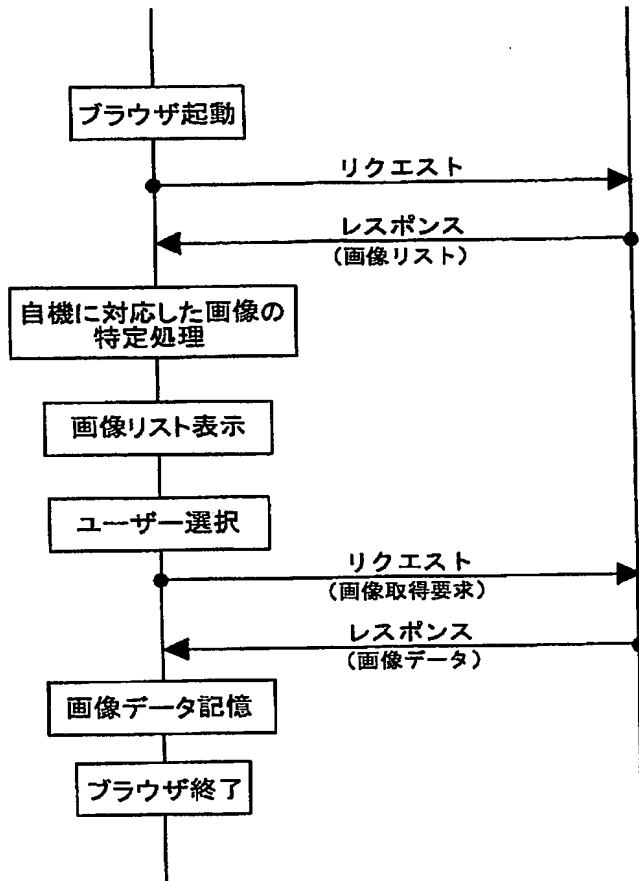 ブラウザ起動
リクエスト
レスポンス
(画像リスト)
自機に対応した画像の
特定処理
画像リスト表示
ユーザー選択
リクエスト
(画像取得要求)
レスポンス
(画像データ)
画像データ記憶
ブラウザ終了